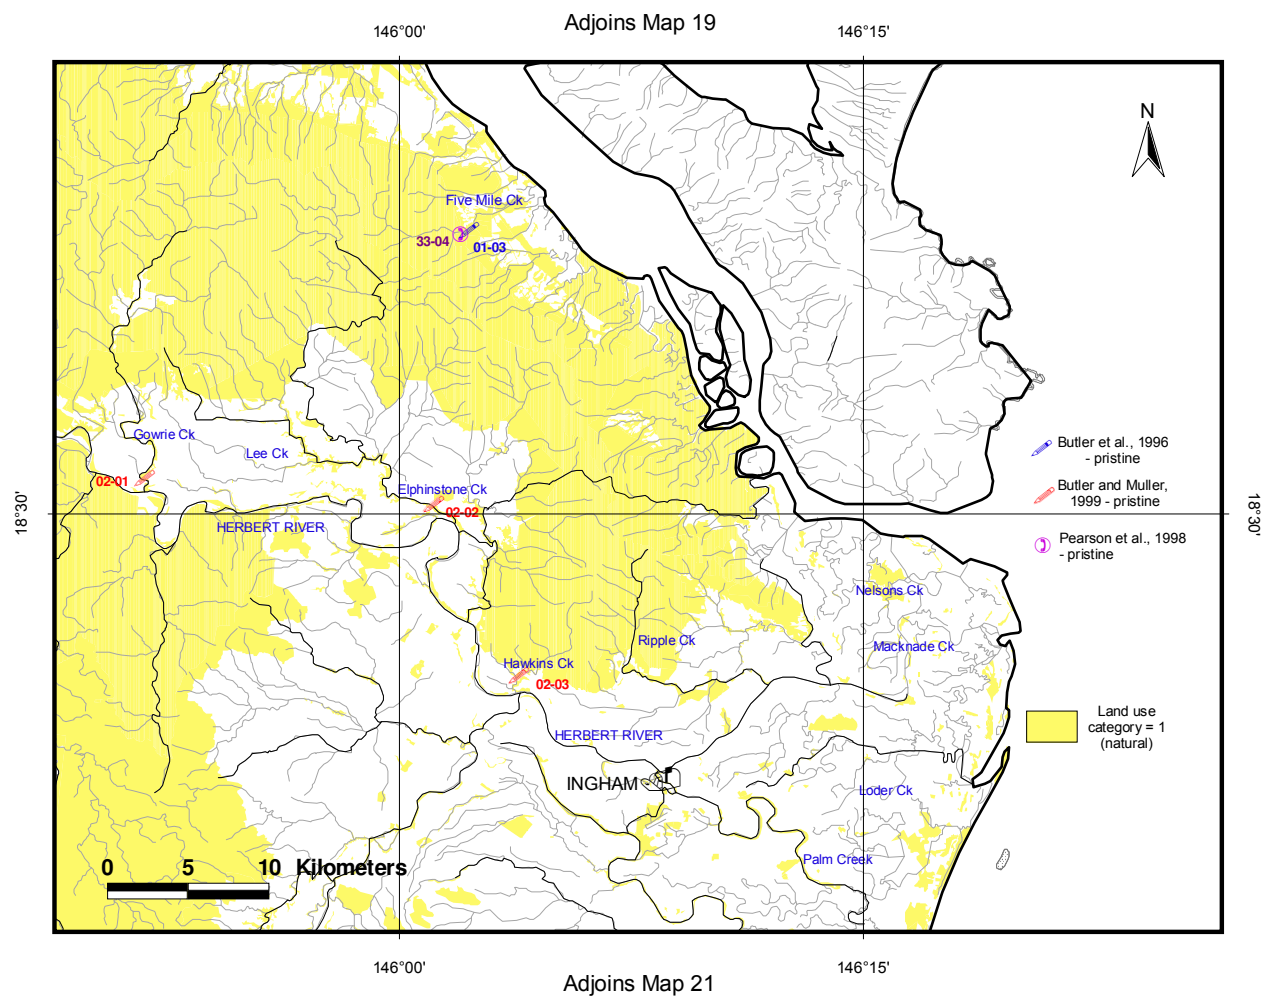 Adjoins Map 19
146°00'
146°15'
N
Five Mile Ck
33-04
01-03
Gowrie Ck
Lee Ck
02-01
Elphinstone Ck
02-02
HERBERT RIVER
18°30'
18°30'
Butler et al., 1996
- pristine
Butler and Muller,
1999 - pristine
Pearson et al., 1998
- pristine
Nelsons Ck
Ripple Ck
Macknade Ck
Hawkins Ck
02-03
HERBERT RIVER
Land use
category = 1
(natural)
INGHAM
Loder Ck
Palm Creek
0 5 10 Kilometers
146°00'
146°15'
Adjoins Map 21